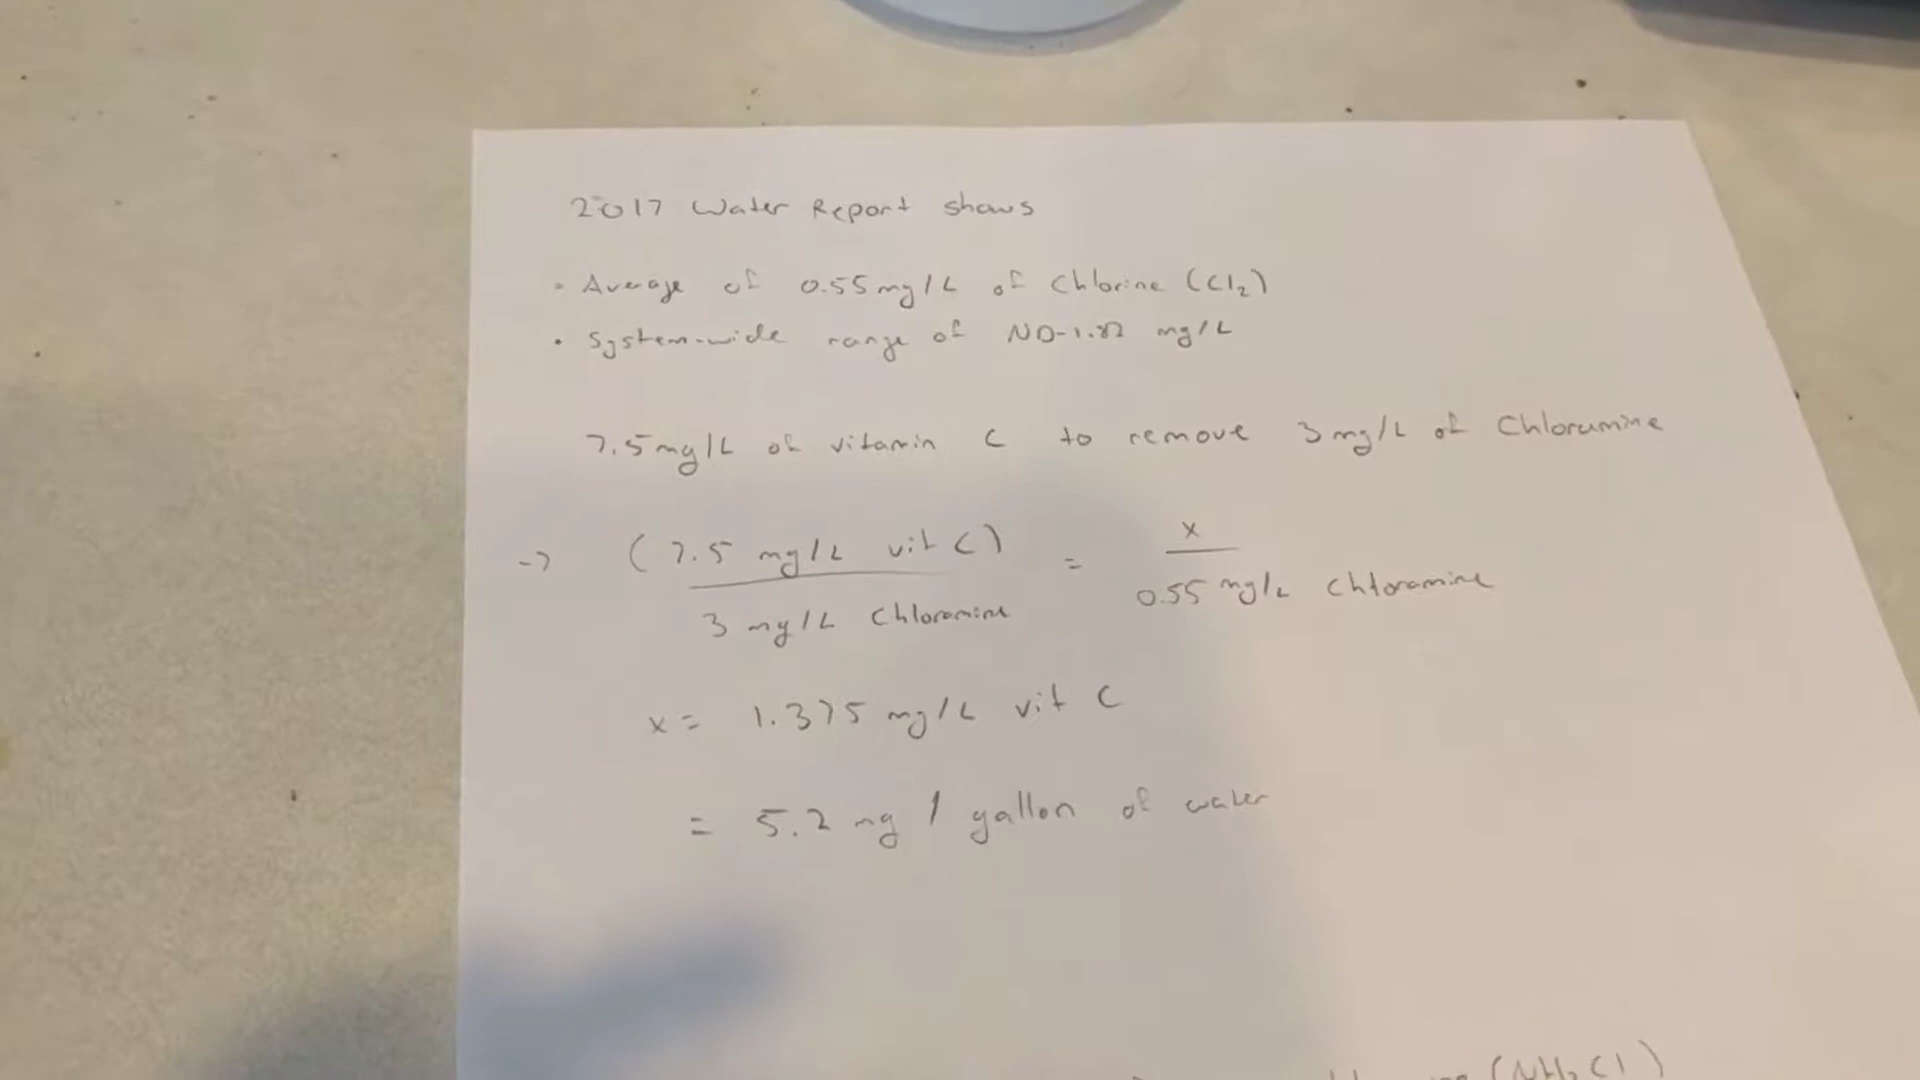 2017 Water Report shows
• Average of 0.55 mg/L of Chlorine (Cl₂)
• System-wide range of ND-1.82 mg/L
7.5 mg/L of vitamin C to remove 3 mg/L of Chloramine
→ (7.5 mg/L vit C) / 3 mg/L Chloramine = x / 0.55 mg/L Chloramine
x = 1.375 mg/L vit C
= 5.2 mg / gallon of water
(NH₂Cl)